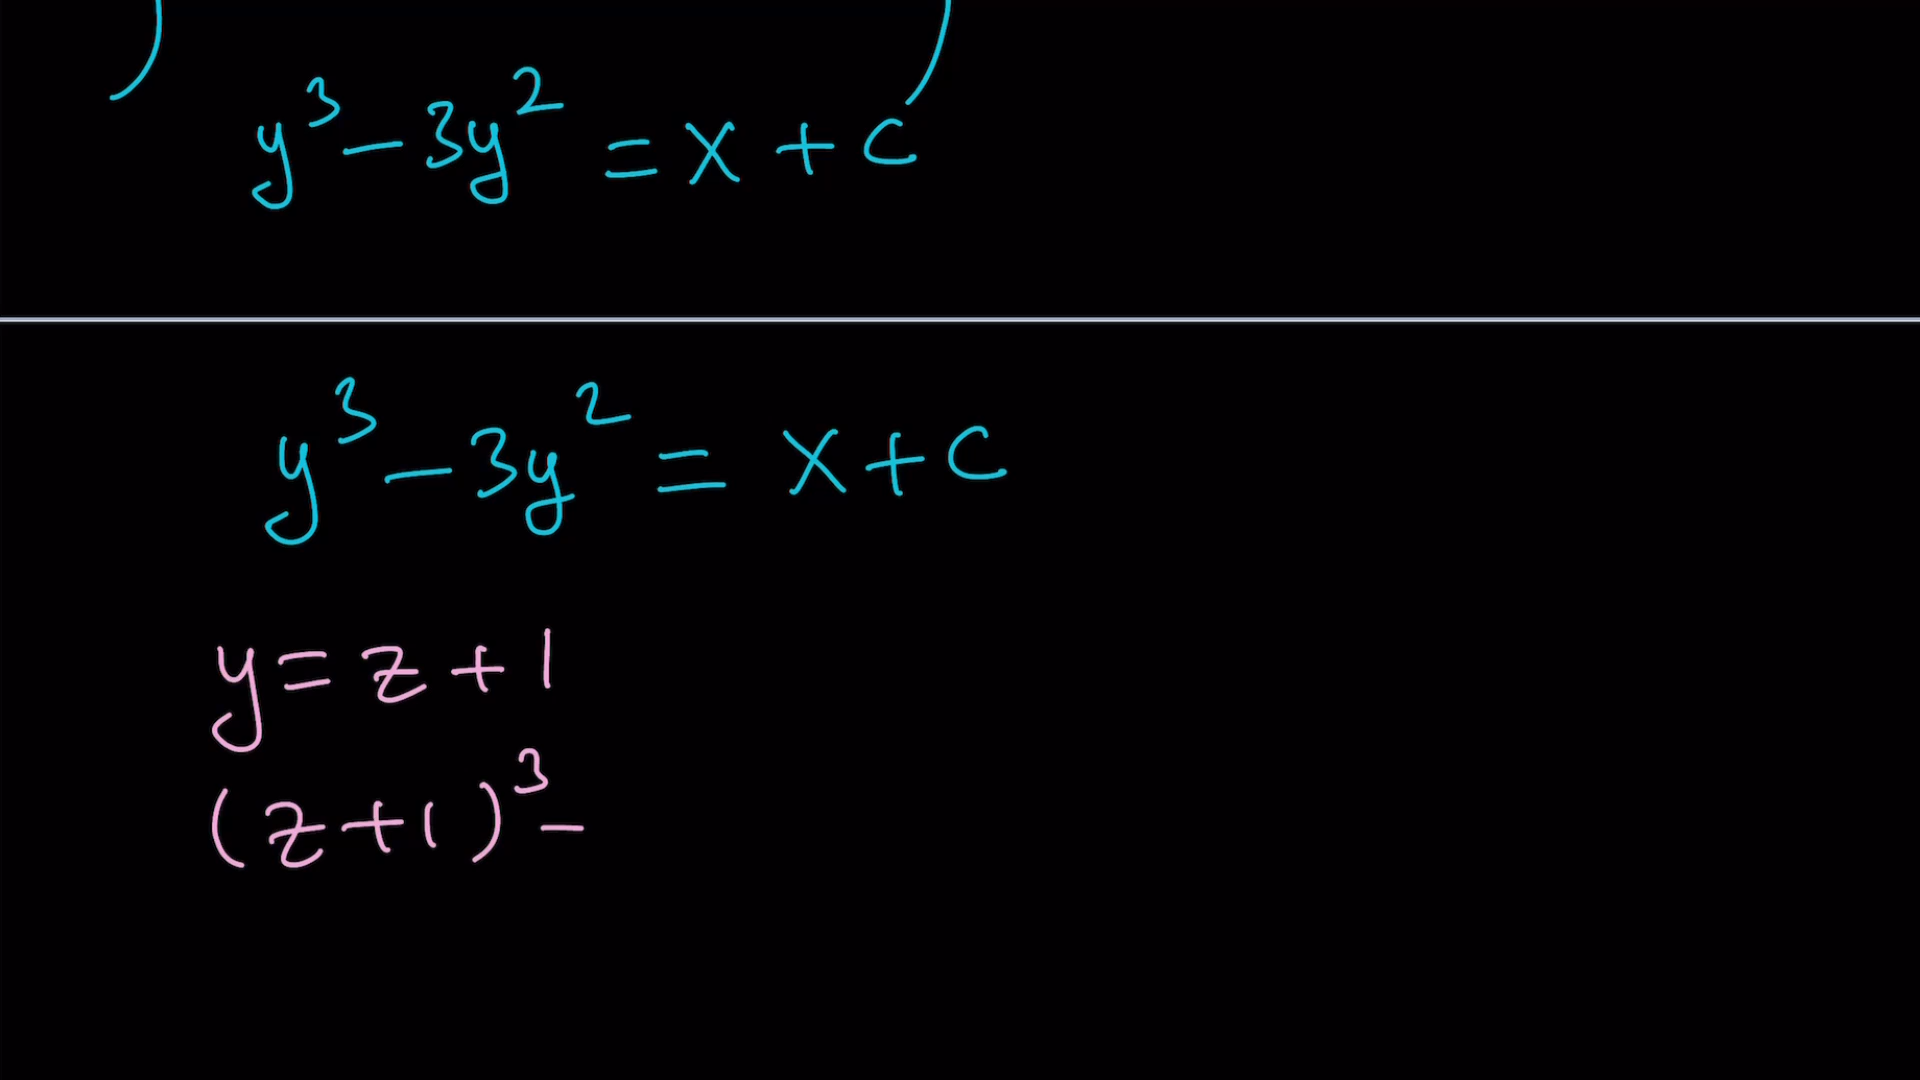 y³ - 3y² = x + c
y³ - 3y² = x + c
y = z + 1
(z + 1)³ -